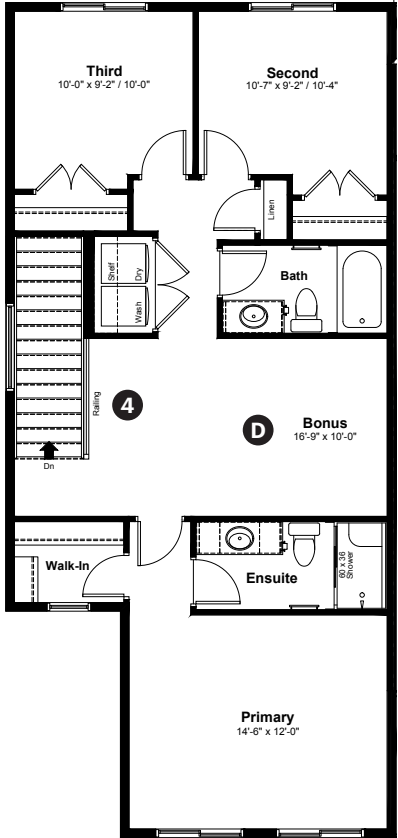 Third
10'-0" x 9'-2" / 10'-0"
Second
10'-7" x 9'-2" / 10'-4"
Linen
Shelf
Dry
Wash
Bath
Railing
4
D
Bonus
16'-9" x 10'-0"
Dn
Walk-In
Ensuite
60 x 36
Shower
Primary
14'-6" x 12'-0"